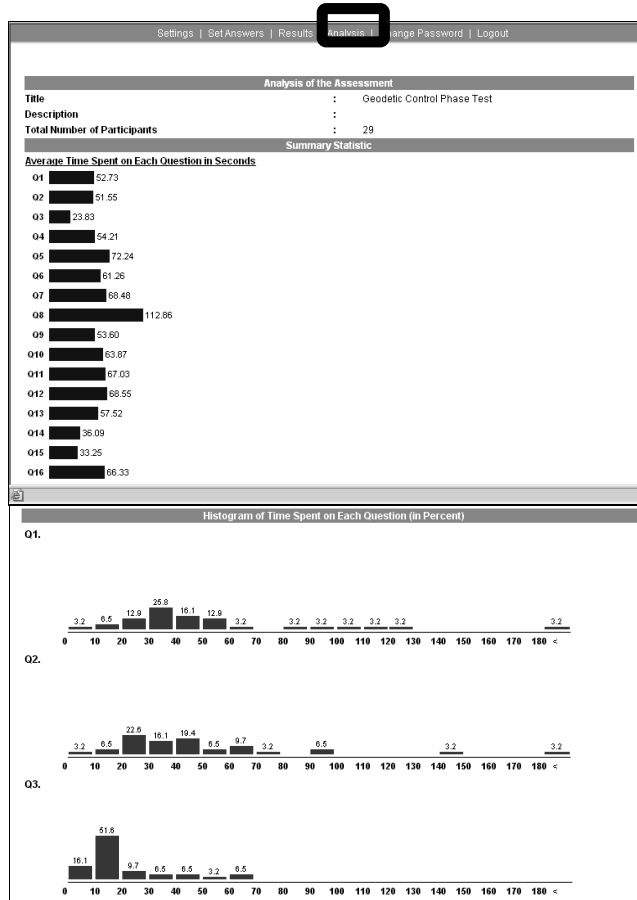 Settings | Set Answers | Results | Analysis | Change Password | Logout
Analysis of the Assessment
Title : Geodetic Control Phase Test
Description :
Total Number of Participants : 29
Summary Statistic
Average Time Spent on Each Question in Seconds
Q1 52.73
Q2 51.55
Q3 23.83
Q4 54.21
Q5 72.24
Q6 61.26
Q7 68.48
Q8 112.86
Q9 53.60
Q10 63.87
Q11 67.03
Q12 68.55
Q13 57.52
Q14 36.09
Q15 33.25
Q16 66.33
Histogram of Time Spent on Each Question (in Percent)
Q1.
3.2 6.5 12.9 25.8 16.1 12.9 3.2 3.2 3.2 3.2 3.2 3.2 3.2
0 10 20 30 40 50 60 70 80 90 100 110 120 130 140 150 160 170 180 <
Q2.
3.2 6.5 22.6 16.1 19.4 6.5 9.7 3.2 6.5 3.2 3.2
0 10 20 30 40 50 60 70 80 90 100 110 120 130 140 150 160 170 180 <
Q3.
16.1 51.6 9.7 6.5 6.5 3.2 6.5
0 10 20 30 40 50 60 70 80 90 100 110 120 130 140 150 160 170 180 <